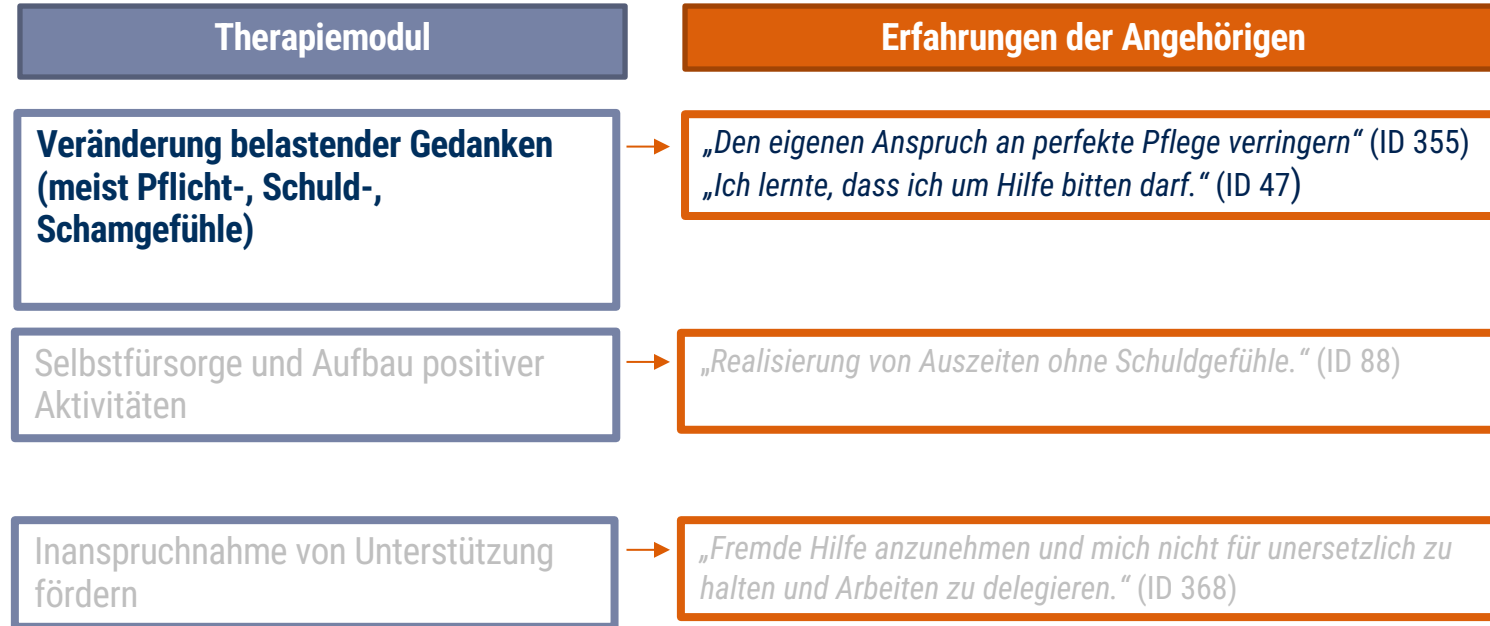 Therapiemodul
Erfahrungen der Angehörigen
Veränderung belastender Gedanken
(meist Pflicht-, Schuld-,
Schamgefühle)
„Den eigenen Anspruch an perfekte Pflege verringern“ (ID 355)
„Ich lernte, dass ich um Hilfe bitten darf.“ (ID 47)
Selbstfürsorge und Aufbau positiver
Aktivitäten
„Realisierung von Auszeiten ohne Schuldgefühle.“ (ID 88)
Inanspruchnahme von Unterstützung
fördern
„Fremde Hilfe anzunehmen und mich nicht für unersetzlich zu
halten und Arbeiten zu delegieren.“ (ID 368)